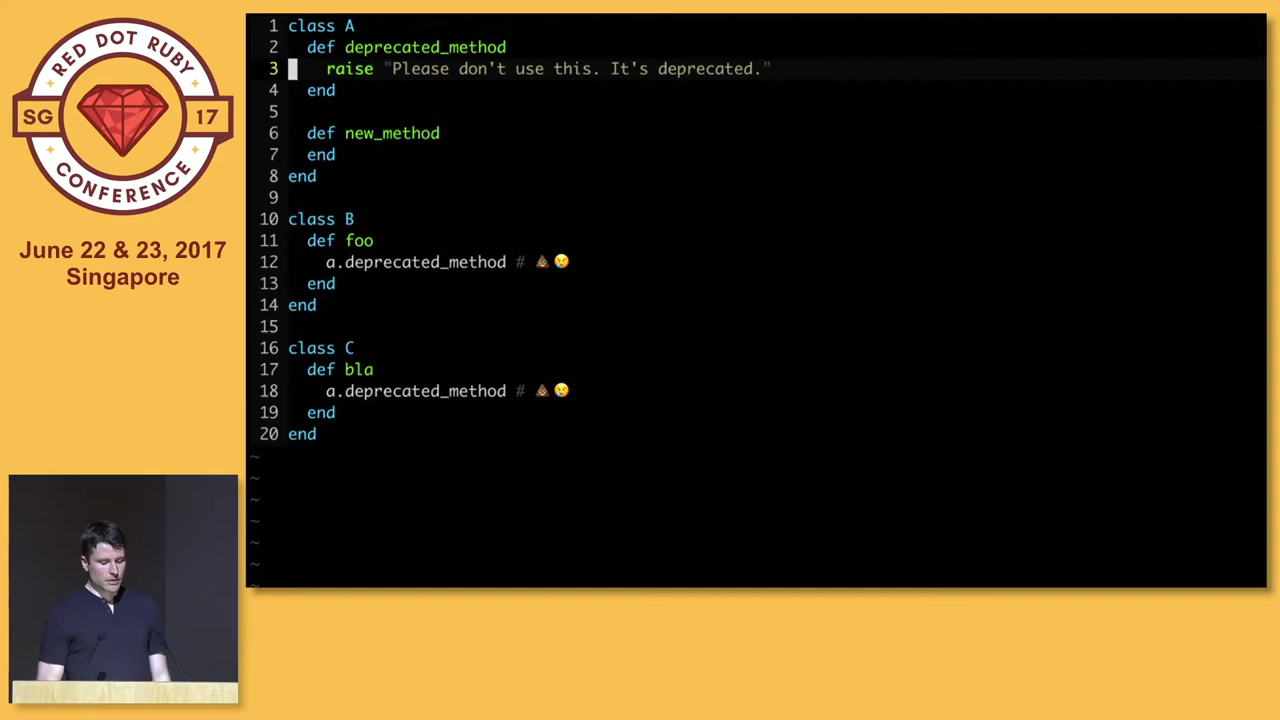 RED DOT RUBY
SG 17
CONFERENCE
June 22 & 23, 2017
Singapore
1 class A
2   def deprecated_method
3     raise "Please don't use this. It's deprecated."
4   end
5
6   def new_method
7   end
8 end
9
10 class B
11   def foo
12     a.deprecated_method # 💩😢
13   end
14 end
15
16 class C
17   def bla
18     a.deprecated_method # 💩😢
19   end
20 end
~
~
~
~
~
~
~